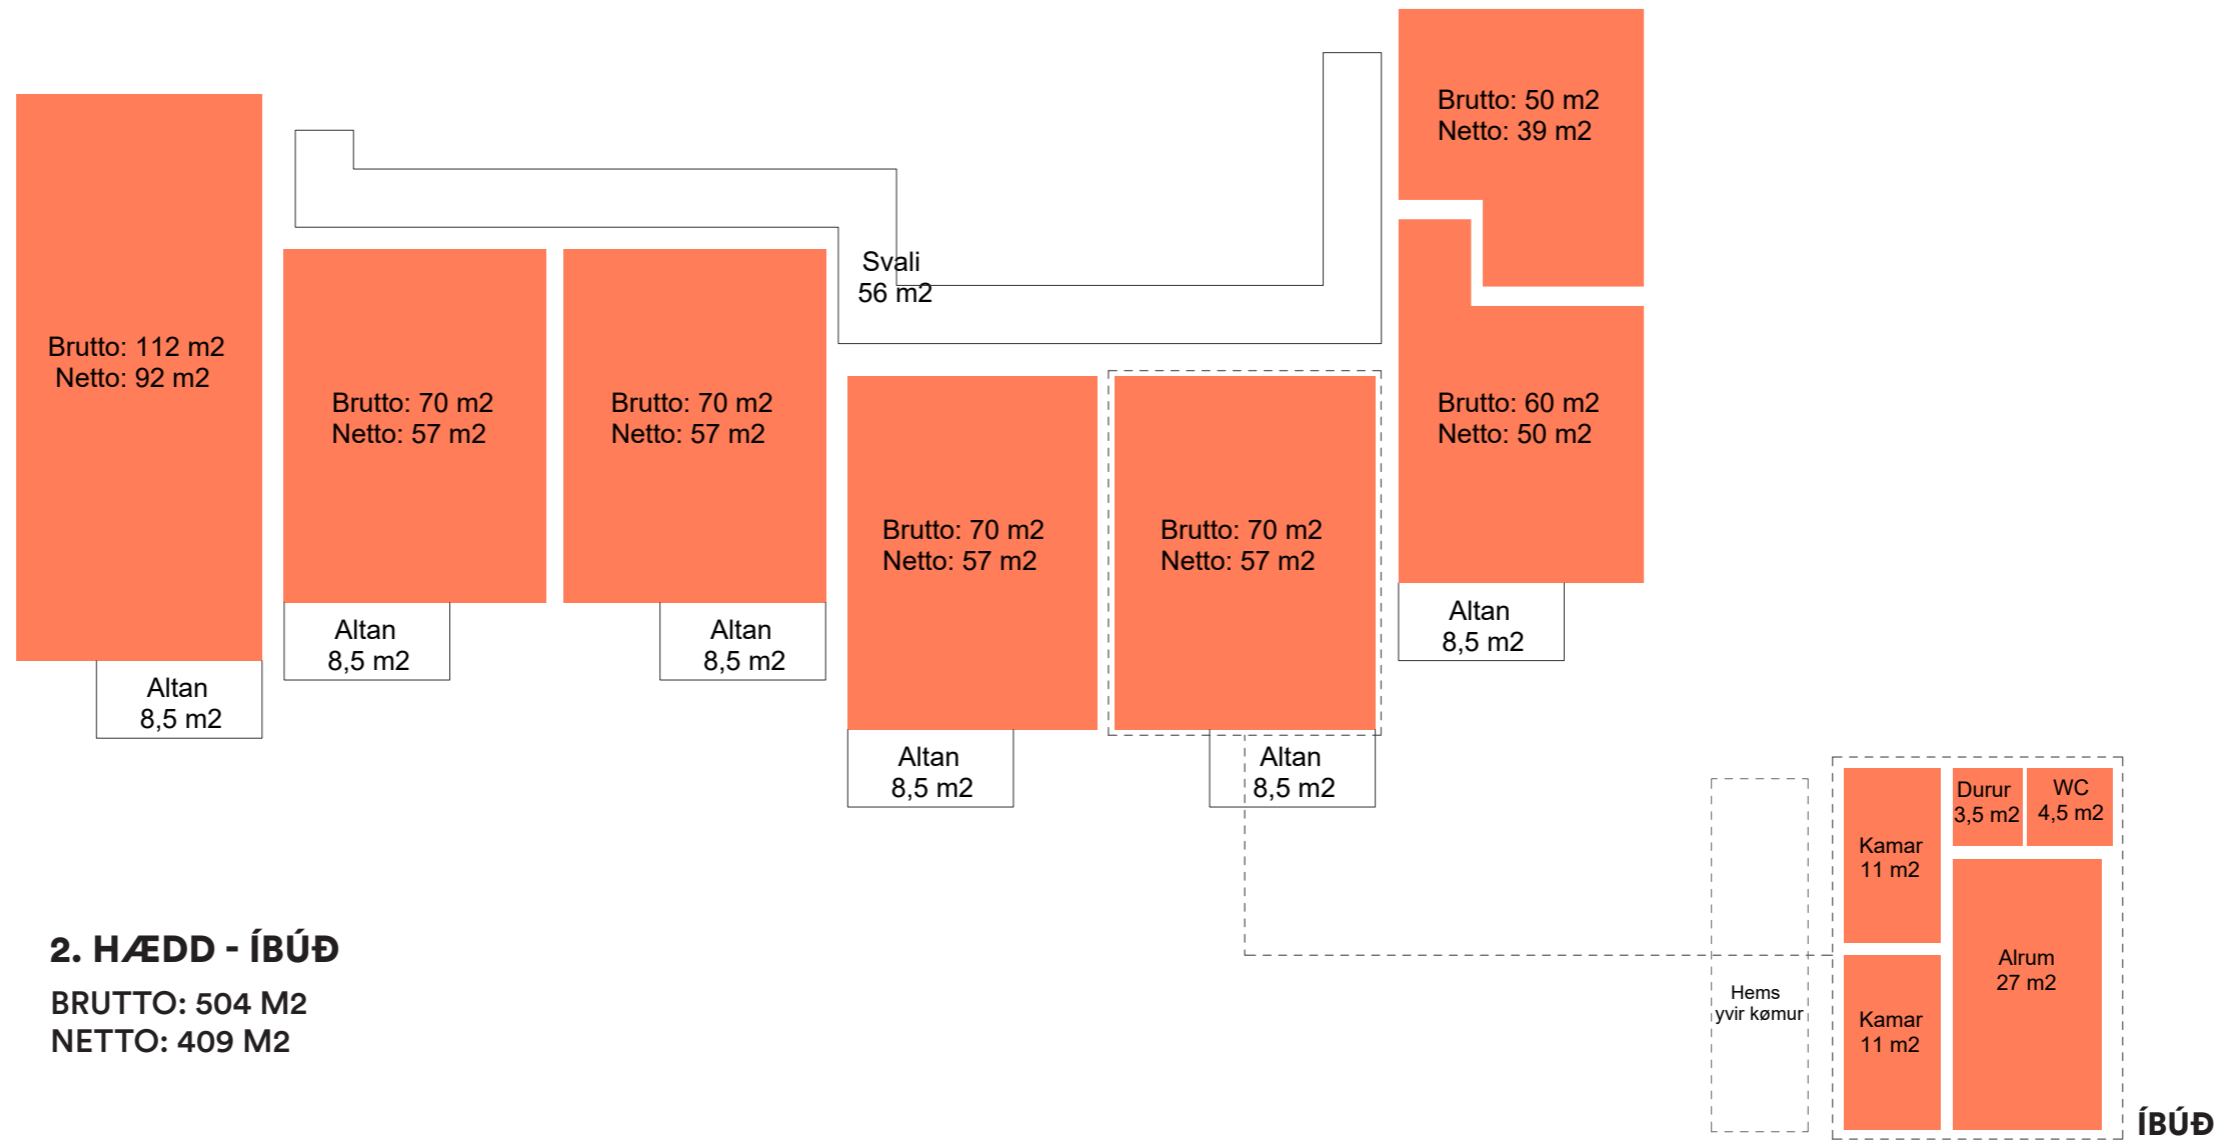 Brutto: 50 m2
Netto: 39 m2
Svali
56 m2
Brutto: 112 m2
Netto: 92 m2
Brutto: 70 m2
Netto: 57 m2
Brutto: 70 m2
Netto: 57 m2
Brutto: 60 m2
Netto: 50 m2
Brutto: 70 m2
Netto: 57 m2
Brutto: 70 m2
Netto: 57 m2
Altan
8,5 m2
Altan
8,5 m2
Altan
8,5 m2
Altan
8,5 m2
Altan
8,5 m2
Altan
8,5 m2
Durur
3,5 m2
WC
4,5 m2
Kamar
11 m2
Alrum
27 m2
Hems
yvir kømur
Kamar
11 m2
2. HÆDD - ÍBÚÐ
BRUTTO: 504 M2
NETTO: 409 M2
ÍBÚÐ